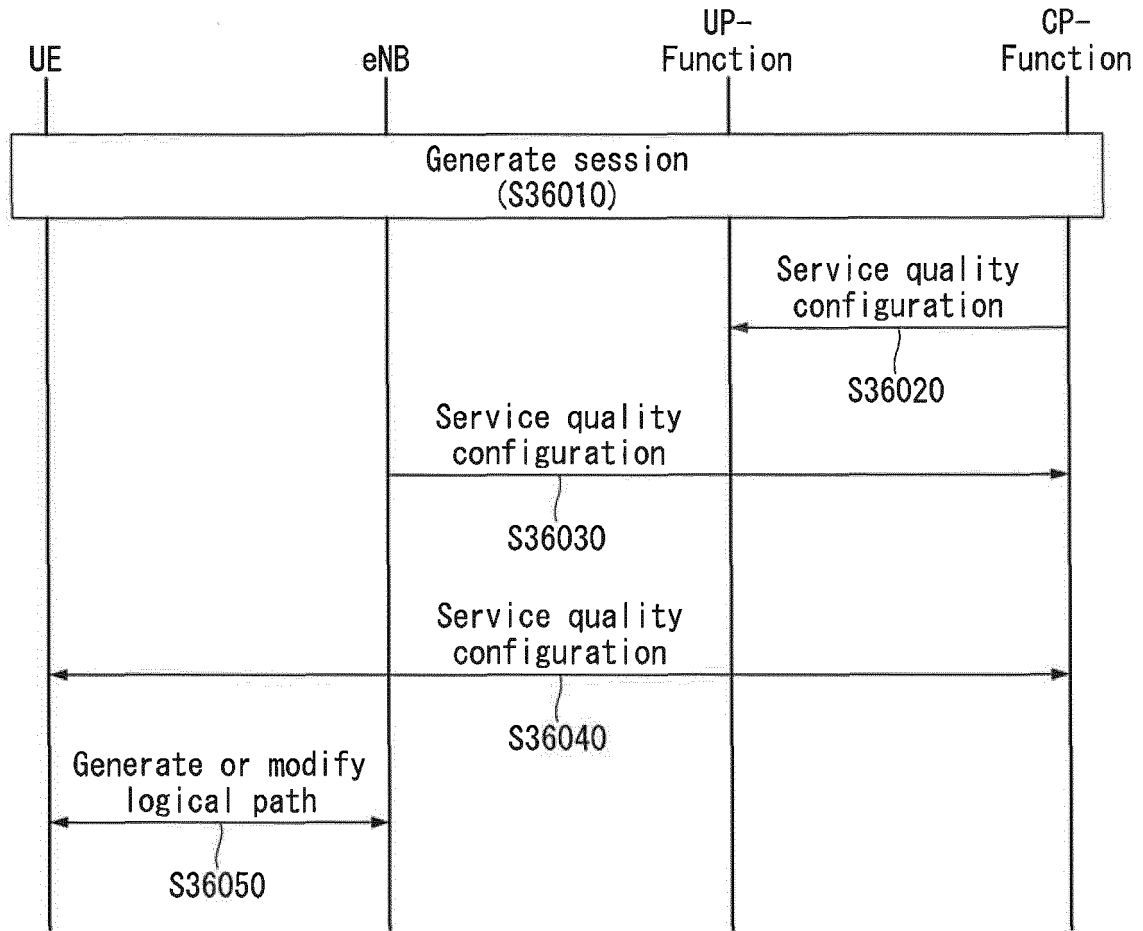 UE
eNB
UP-
Function
CP-
Function
Generate session
(S36010)
Service quality
configuration
S36020
Service quality
configuration
S36030
Service quality
configuration
S36040
Generate or modify
logical path
S36050